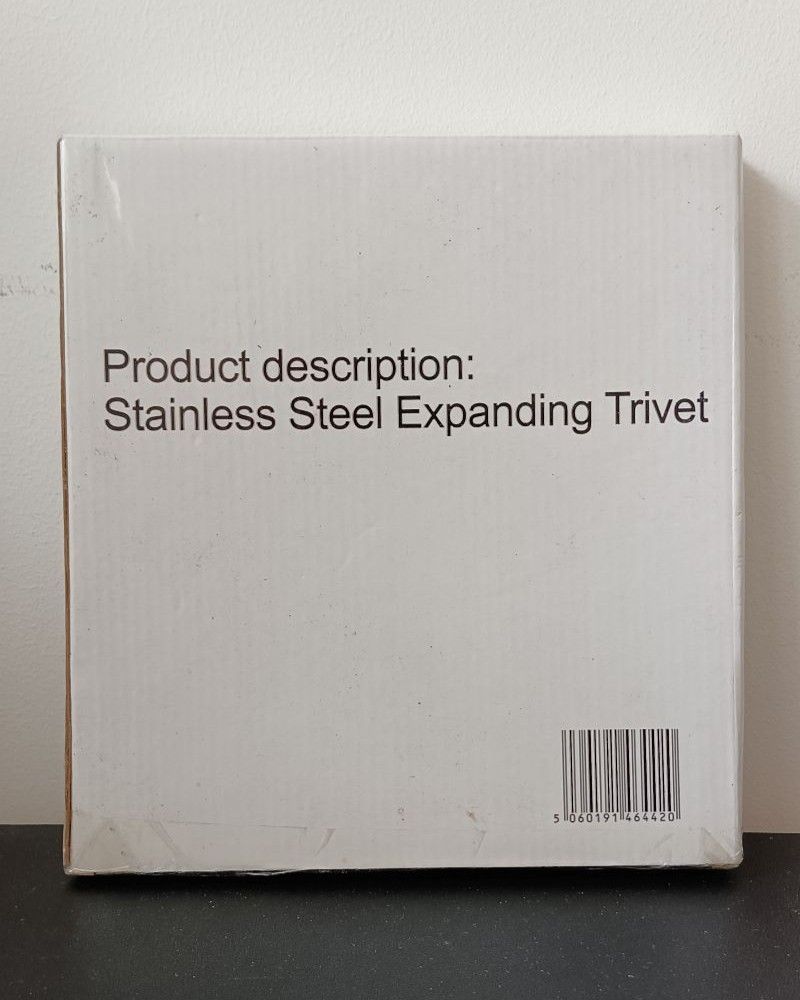 Product description:
Stainless Steel Expanding Trivet
5 060191 464420